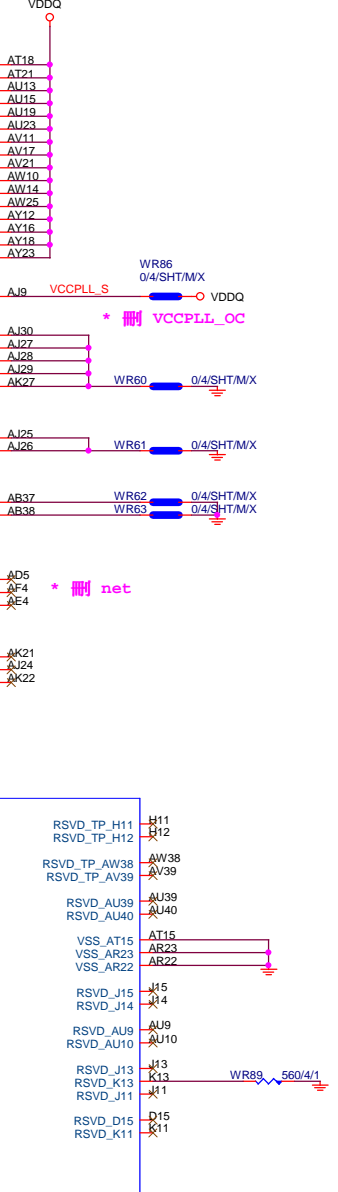 VDDQ
AT18
AT21
AU13
AU15
AU19
AU23
AV11
AV17
AV21
AW10
AW14
AW25
AY12
AY16
AY18
AY23
WR86
0/4/SHT/M/X
AJ9 VCCPLL_S VDDQ
* 刪 VCCPLL_OC
AJ30
AJ27
AJ28
AJ29
AK27 WR60 0/4/SHT/M/X
AJ25
AJ26 WR61 0/4/SHT/M/X
AB37 WR62 0/4/SHT/M/X
AB38 WR63 0/4/SHT/M/X
AD5
AF4 * 刪 net
AE4
AK21
AJ24
AK22
RSVD_TP_H11 H11
RSVD_TP_H12 H12
RSVD_TP_AW38 AW38
RSVD_TP_AV39 AV39
RSVD_AU39 AU39
RSVD_AU40 AU40
VSS_AT15 AT15
VSS_AR23 AR23
VSS_AR22 AR22
RSVD_J15 J15
RSVD_J14 J14
RSVD_AU9 AU9
RSVD_AU10 AU10
RSVD_J13 J13
RSVD_K13 K13 WR89 560/4/1
RSVD_J11 J11
RSVD_D15 D15
RSVD_K11 K11